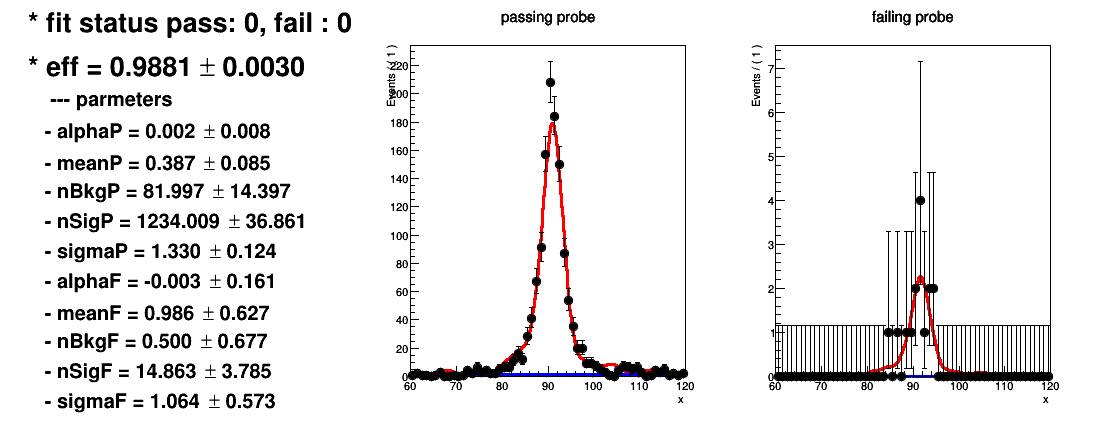 * fit status pass: 0, fail : 0
* eff = 0.9881 ± 0.0030
--- parmeters
- alphaP = 0.002 ± 0.008
- meanP = 0.387 ± 0.085
- nBkgP = 81.997 ± 14.397
- nSigP = 1234.009 ± 36.861
- sigmaP = 1.330 ± 0.124
- alphaF = -0.003 ± 0.161
- meanF = 0.986 ± 0.627
- nBkgF = 0.500 ± 0.677
- nSigF = 14.863 ± 3.785
- sigmaF = 1.064 ± 0.573
passing probe
Events / ( 1 )
220
200
180
160
140
120
100
80
60
40
20
0
60 70 80 90 100 110 120
x
failing probe
Events / ( 1 )
7
6
5
4
3
2
1
0
60 70 80 90 100 110 120
x